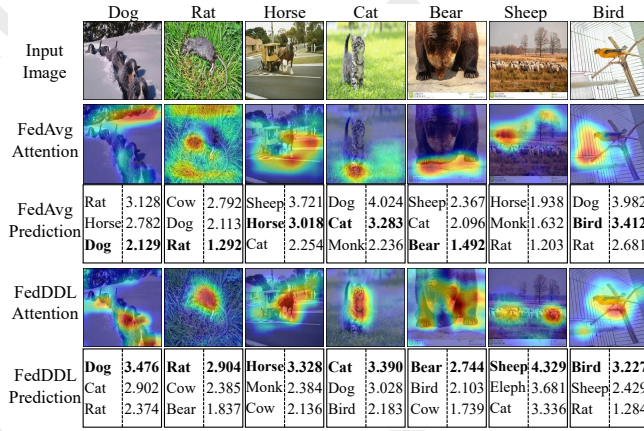 Dog Rat Horse Cat Bear Sheep Bird
Input
Image
FedAvg
Attention
FedAvg
Prediction
Rat 3.128 Cow 2.792 Sheep 3.721 Dog 4.024 Sheep 2.367 Horse 1.938 Dog 3.982
Horse 2.782 Dog 2.113 Horse 3.018 Cat 3.283 Cat 2.096 Monk 1.632 Bird 3.412
Dog 2.129 Rat 1.292 Cat 2.254 Monk 2.236 Bear 1.492 Rat 1.203 Rat 2.681
FedDDL
Attention
FedDDL
Prediction
Dog 3.476 Rat 2.904 Horse 3.328 Cat 3.390 Bear 2.744 Sheep 4.329 Bird 3.227
Cat 2.902 Cow 2.385 Monk 2.384 Dog 3.028 Bird 2.103 Eleph 3.681 Sheep 2.429
Rat 2.374 Bear 1.837 Cow 2.136 Bird 2.183 Cow 1.739 Cat 3.336 Rat 1.284